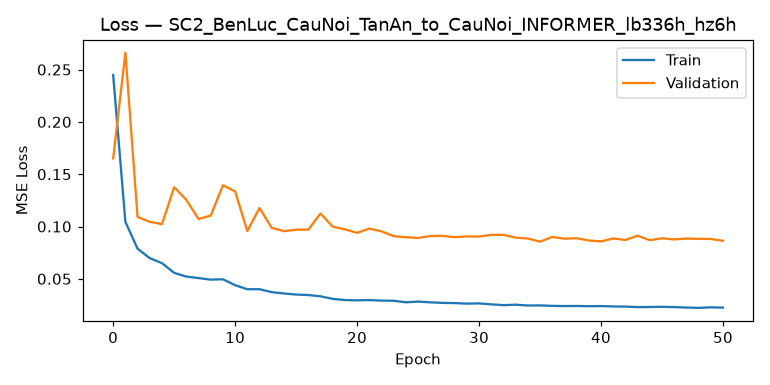 Loss — SC2_BenLuc_CauNoi_TanAn_to_CauNoi_INFORMER_lb336h_hz6h
Train
Validation
MSE Loss
0.25
0.20
0.15
0.10
0.05
0 10 20 30 40 50
Epoch